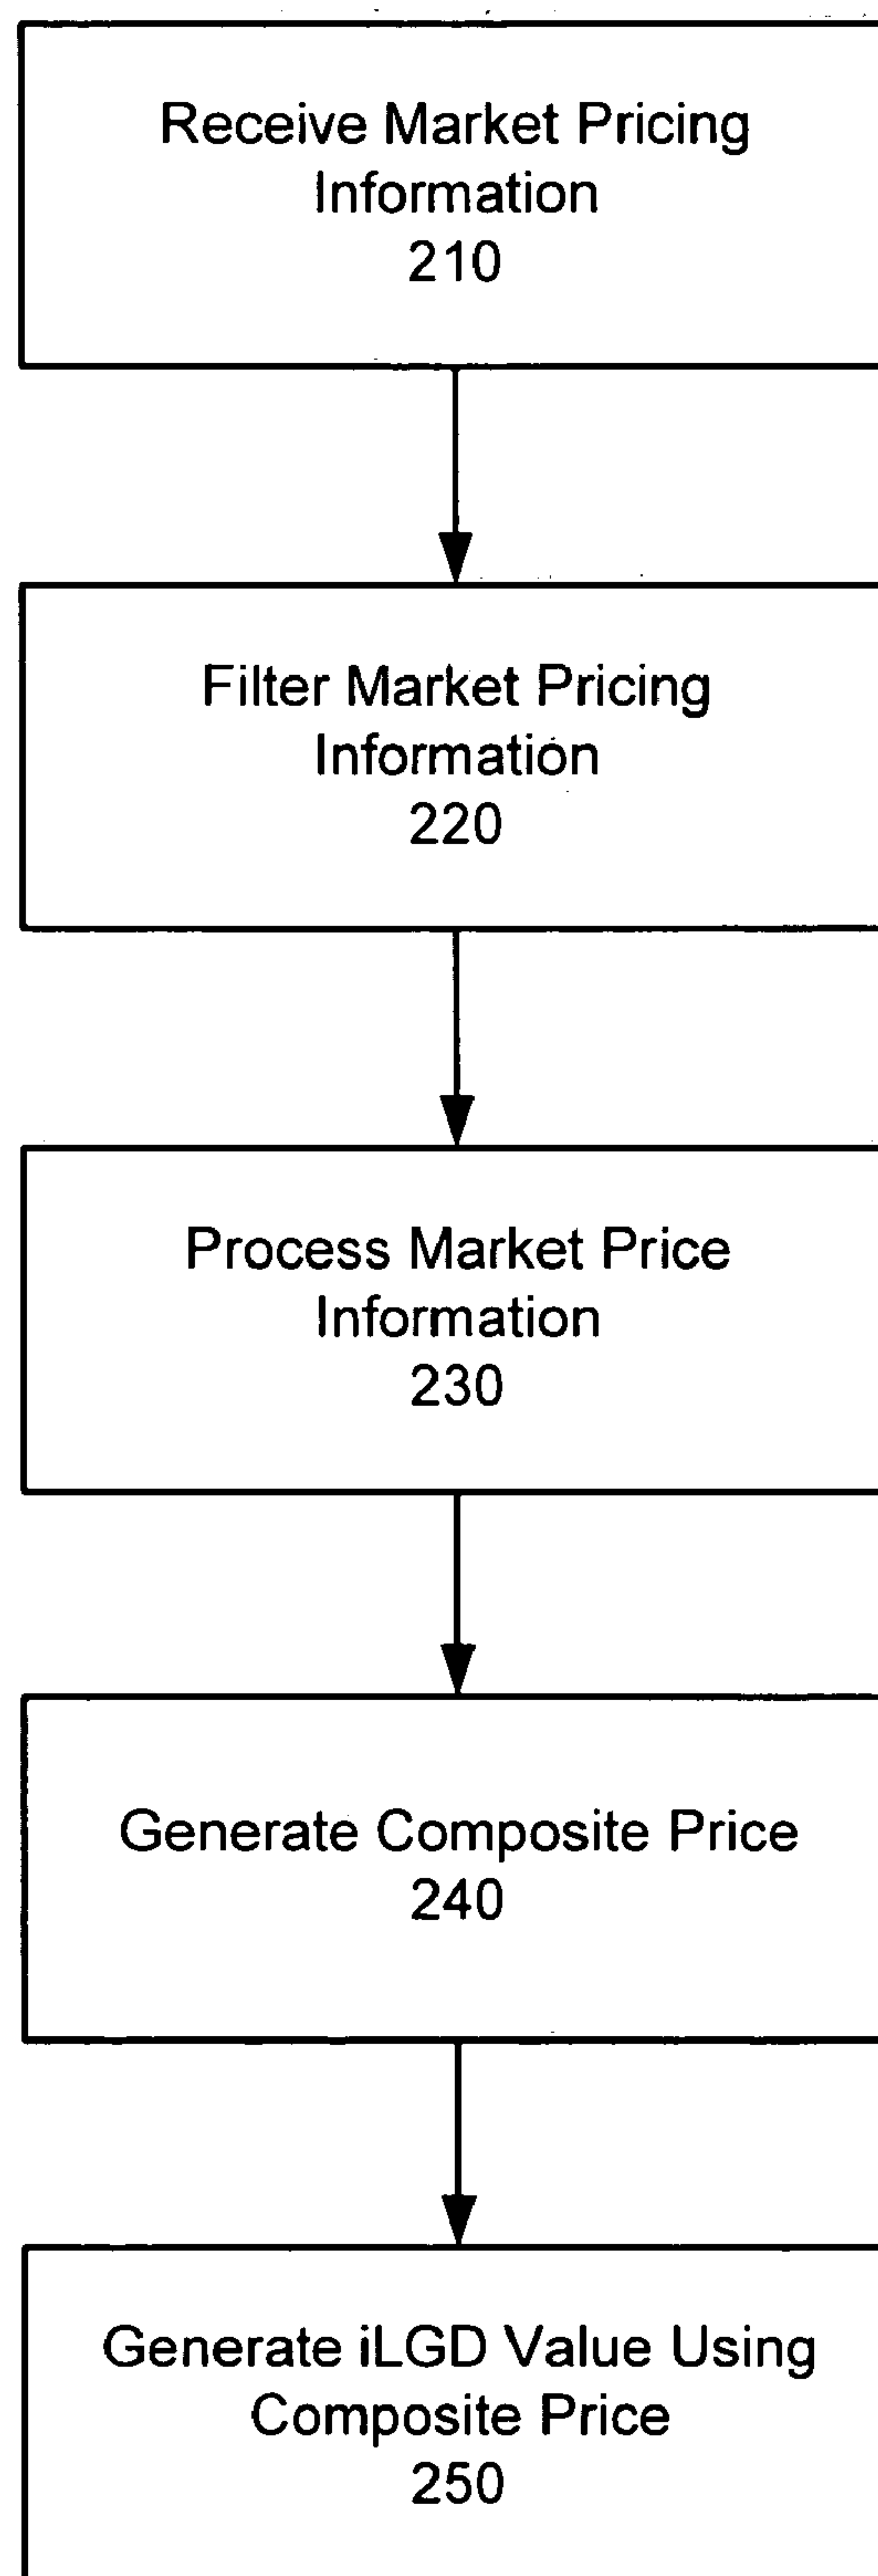 Receive Market Pricing
Information
210
Filter Market Pricing
Information
220
Process Market Price
Information
230
Generate Composite Price
240
Generate iLGD Value Using
Composite Price
250